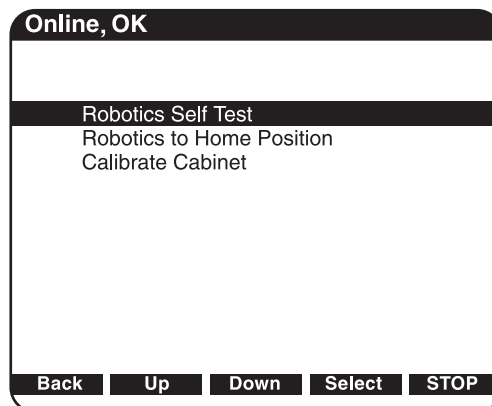 Online, OK
Robotics Self Test
Robotics to Home Position
Calibrate Cabinet
Back Up Down Select STOP